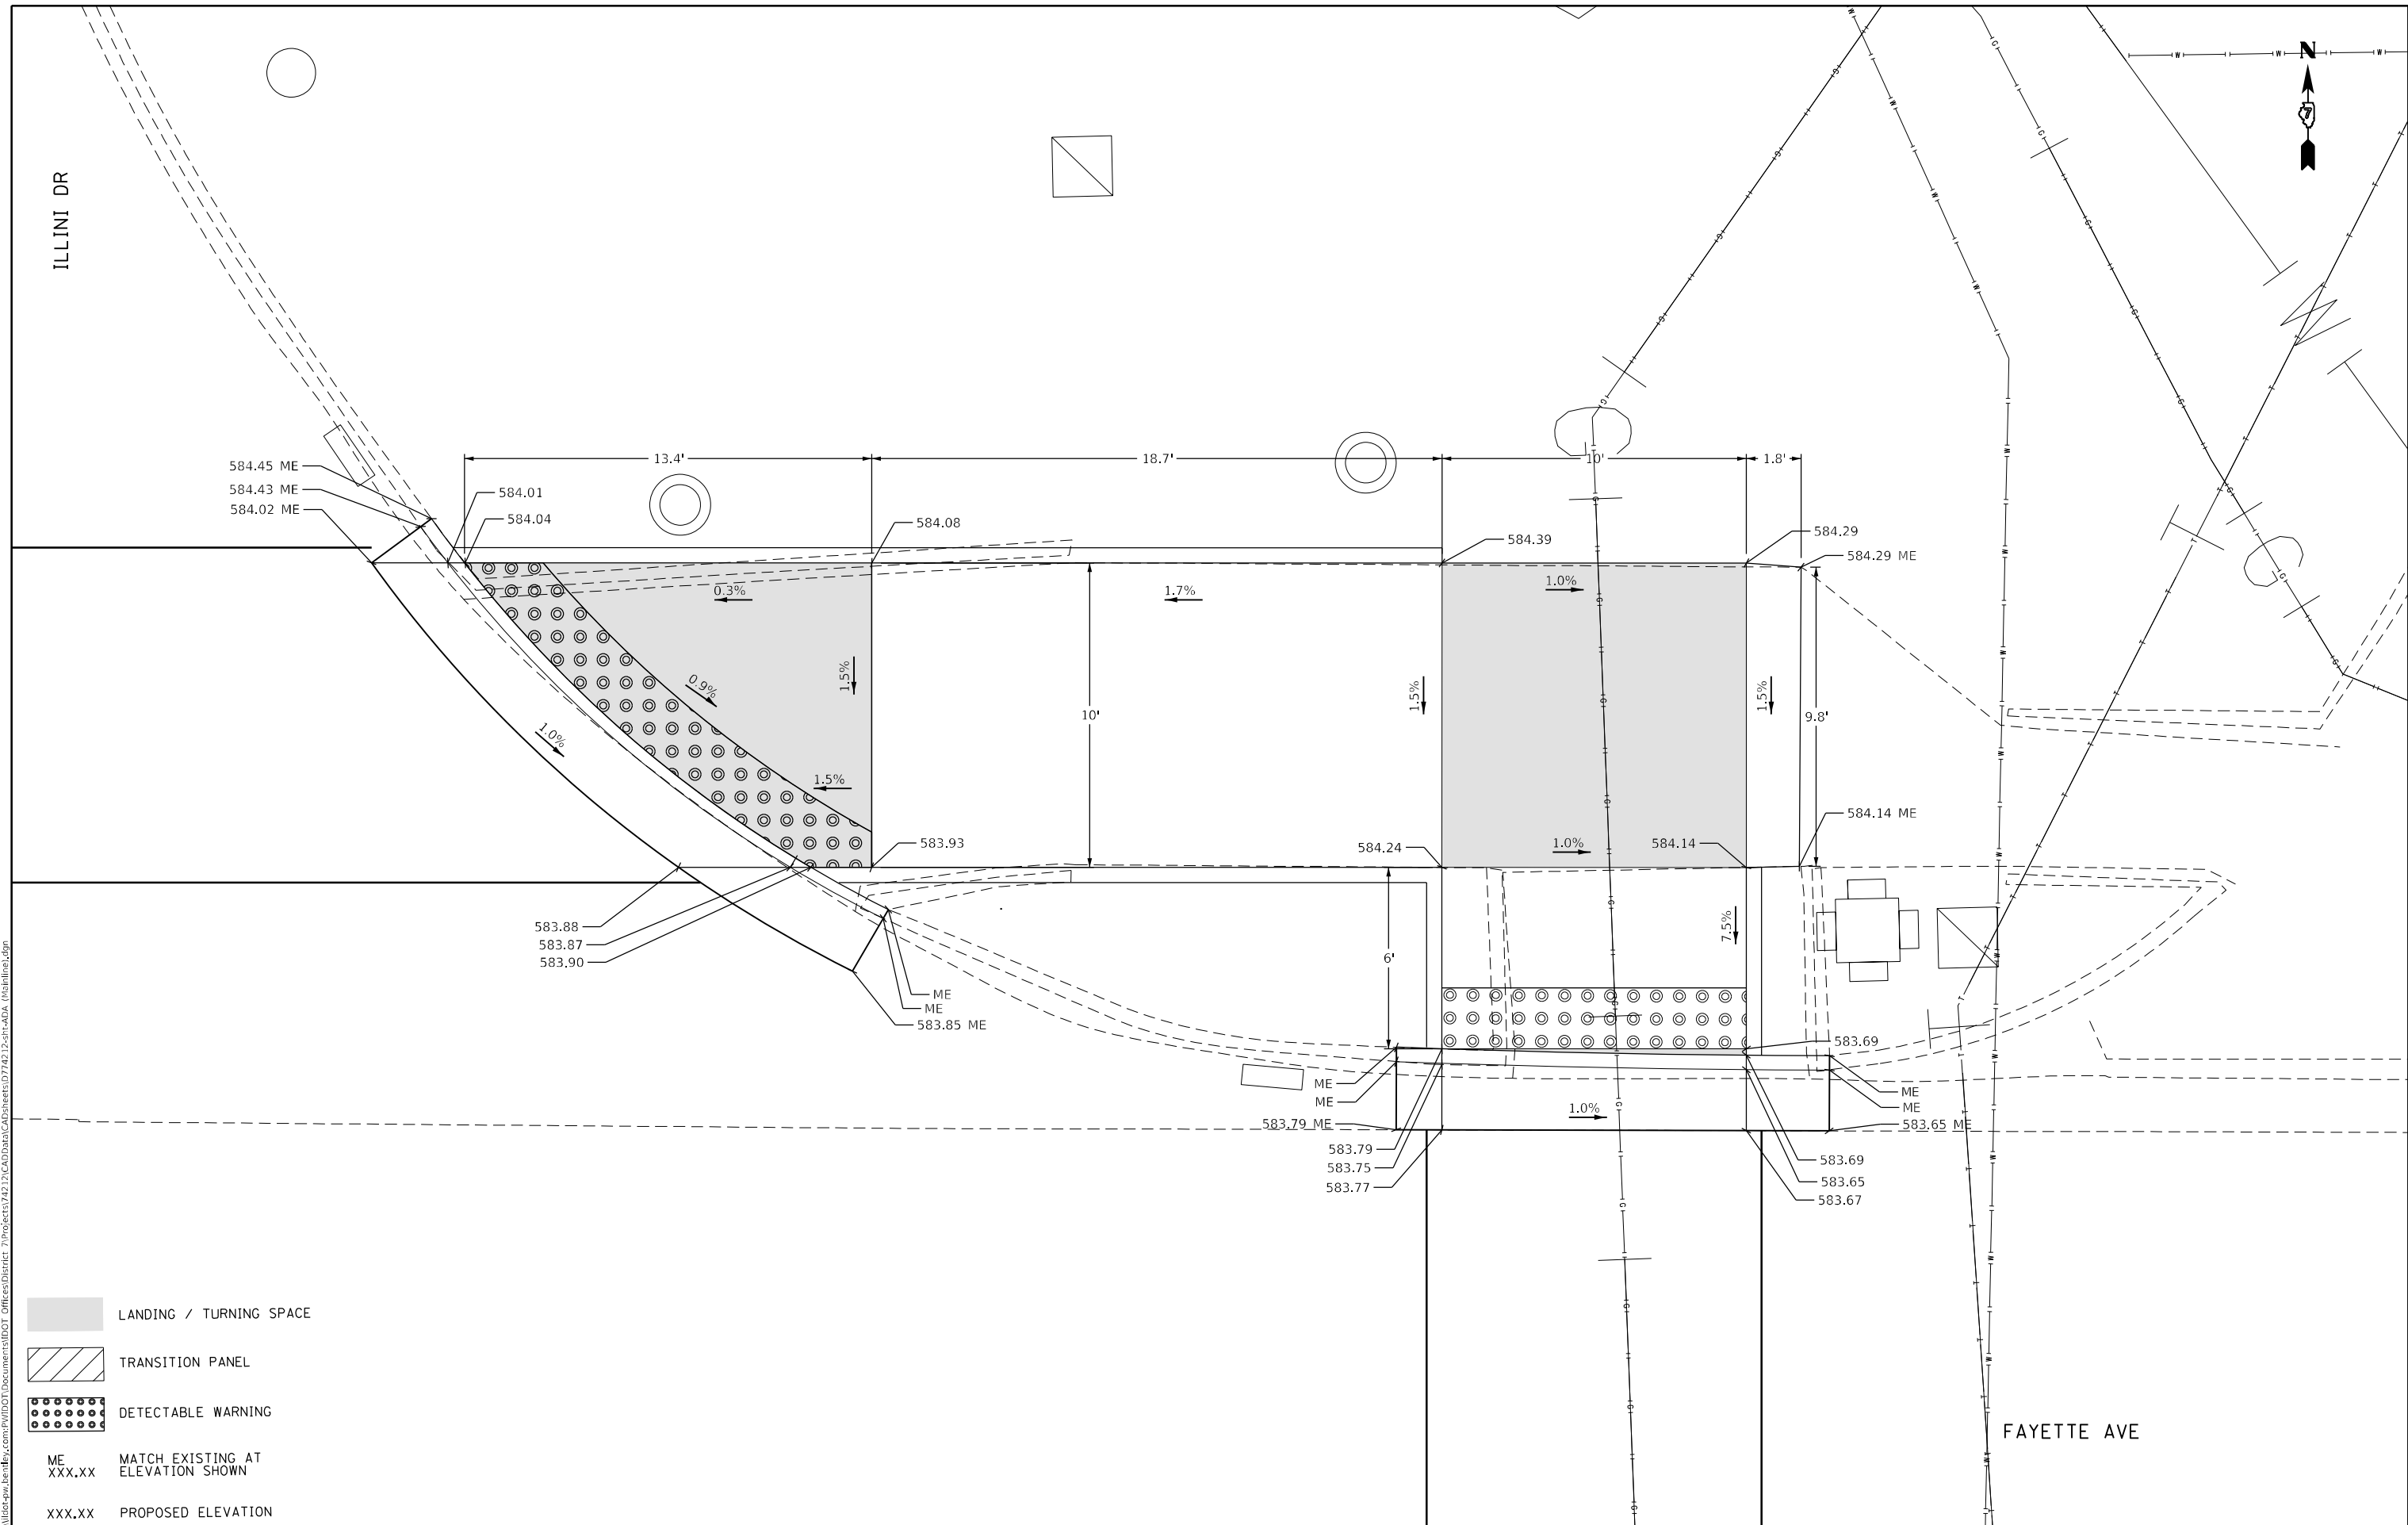 N
7
ILLINI DR
13.4'
18.7'
10'
1.8'
584.45 ME
584.43 ME
584.02 ME
584.01
584.04
584.08
584.39
584.29
584.29 ME
0.3%
1.7%
1.0%
1.5%
0.9%
1.5%
1.5%
10'
9.8'
1.0%
1.5%
584.14 ME
583.93
584.24
1.0%
584.14
583.88
583.87
583.90
7.5%
6'
ME
ME
583.85 ME
583.69
ME
ME
583.79 ME
1.0%
ME
ME
583.65 ME
583.79
583.75
583.77
583.69
583.65
583.67
LANDING / TURNING SPACE
TRANSITION PANEL
DETECTABLE WARNING
ME MATCH EXISTING AT
XXX.XX ELEVATION SHOWN
XXX.XX PROPOSED ELEVATION
FAYETTE AVE